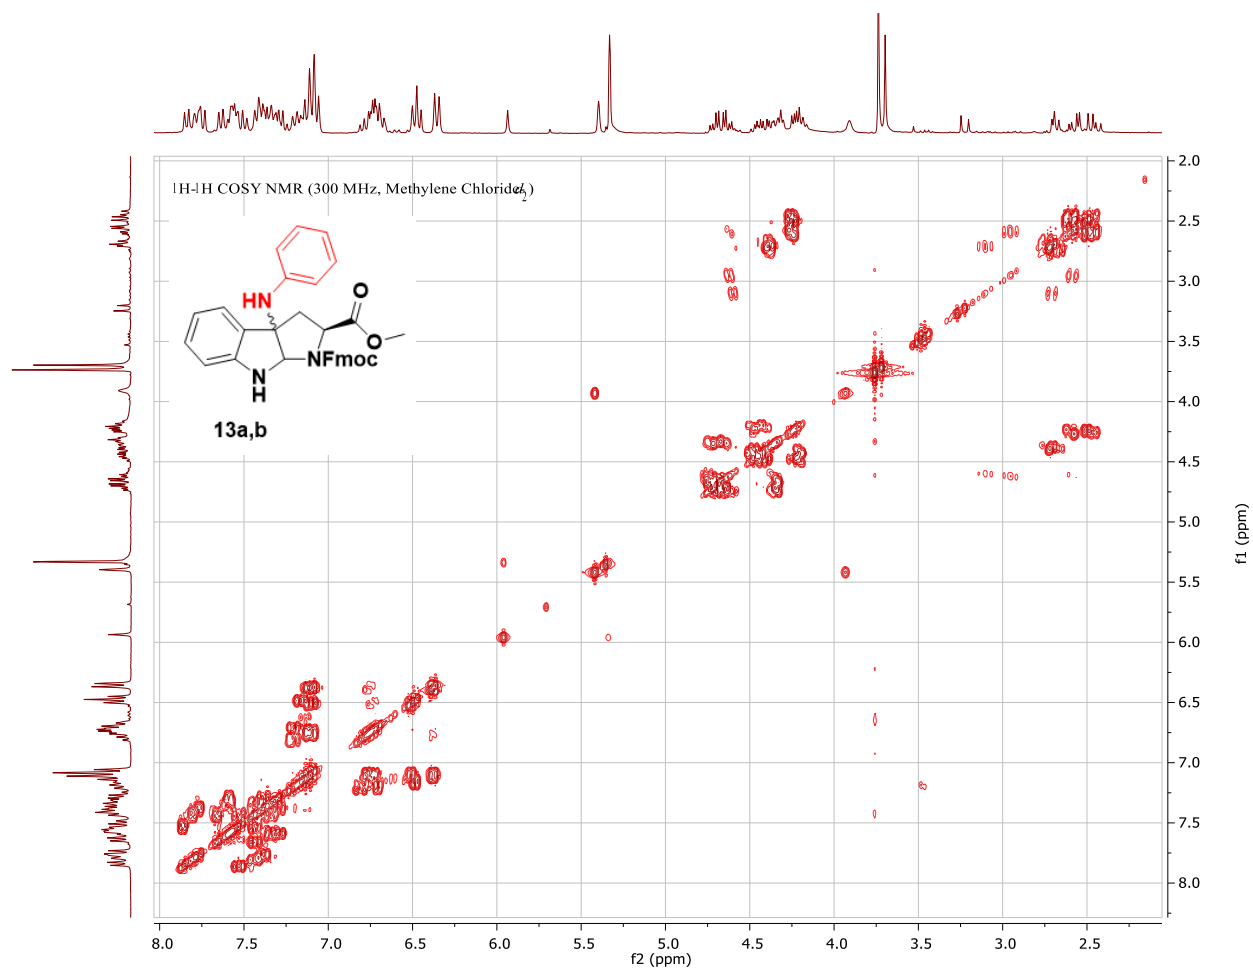 1H-1H COSY NMR (300 MHz, Methylene Chlorided2)
HN
O
O
NFmoc
N
H
13a,b
2.0
2.5
3.0
3.5
4.0
4.5
5.0
5.5
6.0
6.5
7.0
7.5
8.0
f1 (ppm)
8.0 7.5 7.0 6.5 6.0 5.5 5.0 4.5 4.0 3.5 3.0 2.5
f2 (ppm)